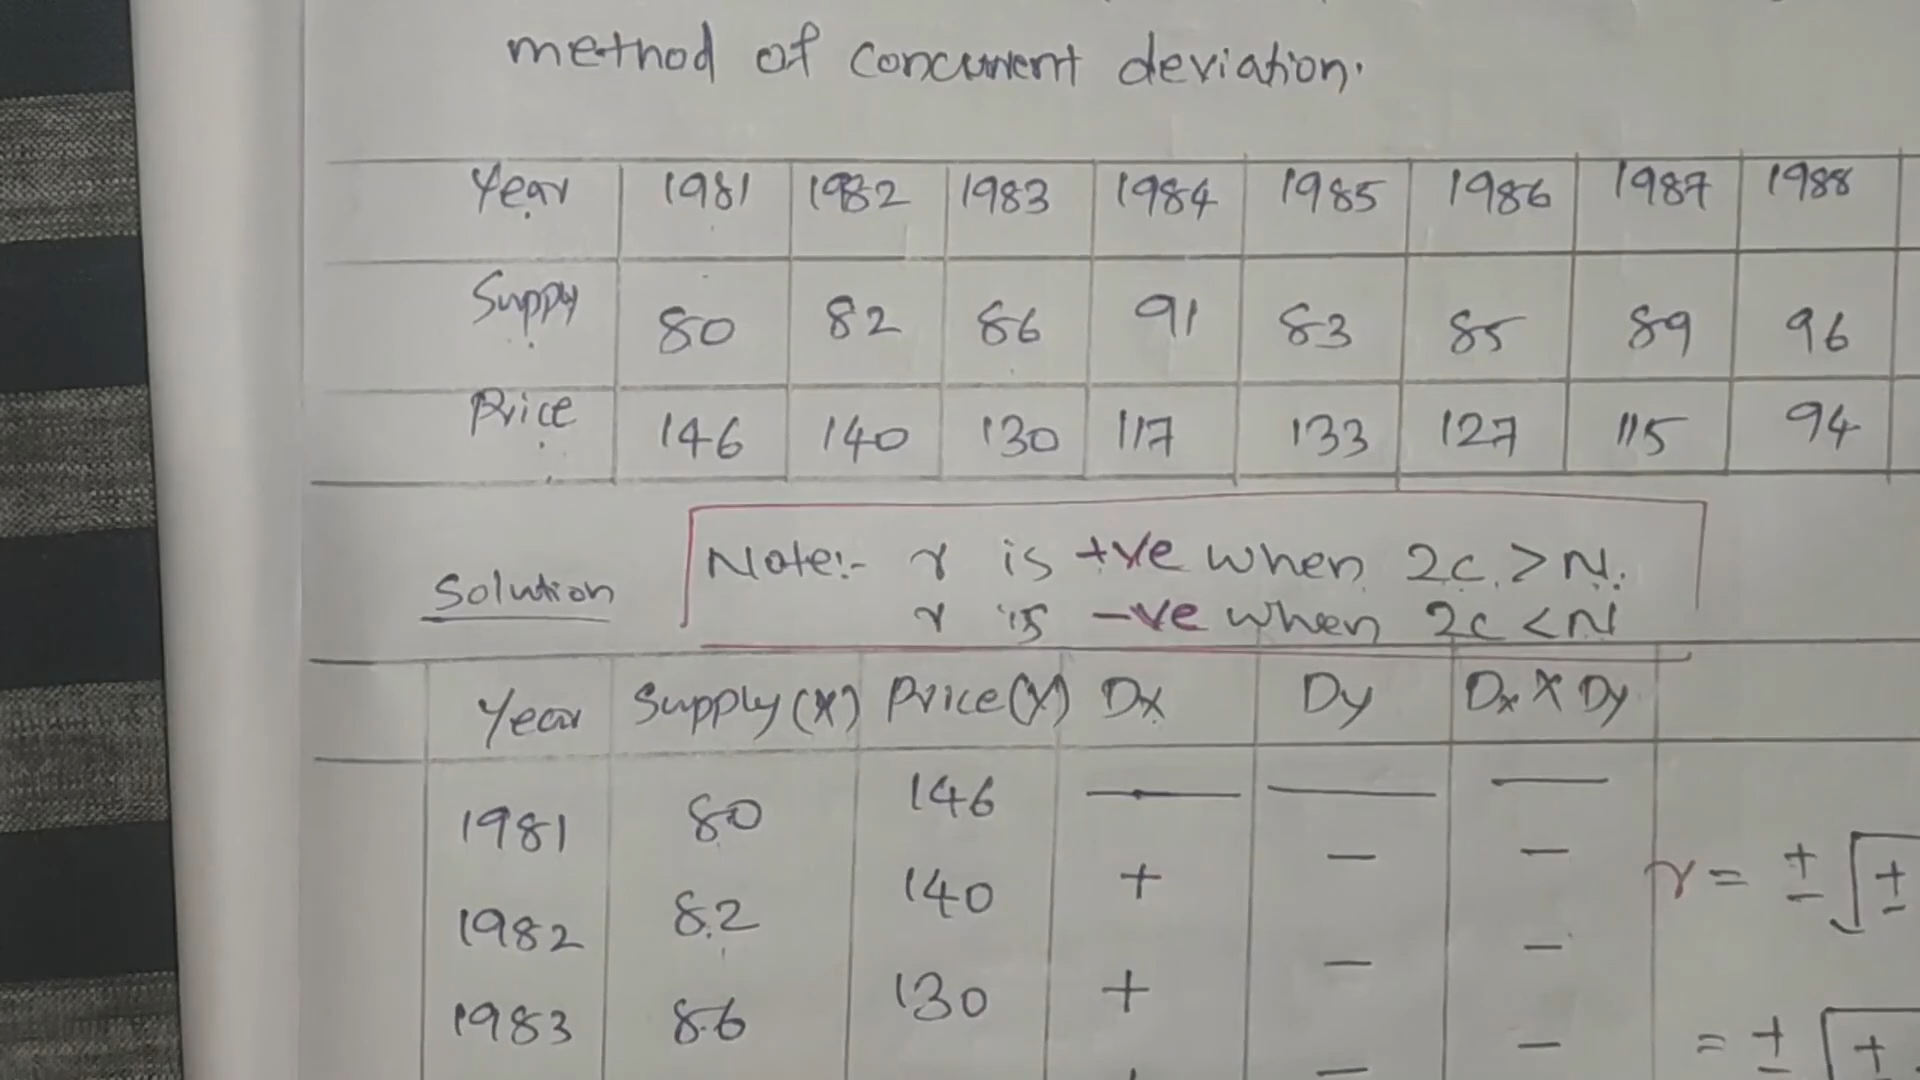 method of concurrent deviation.
Year 1981 1982 1983 1984 1985 1986 1987 1988
Supply 80 82 86 91 83 85 89 96
Price 146 140 130 117 133 127 115 94
Solution
Note:- r is +ve when 2c > N.
r is -ve when 2c < N
Year Supply (X) Price (Y) Dx Dy Dx X Dy
1981 80 146 — — —
1982 82 140 + — —
1983 86 130 + — —
— —
r = ± √±
= ± √+